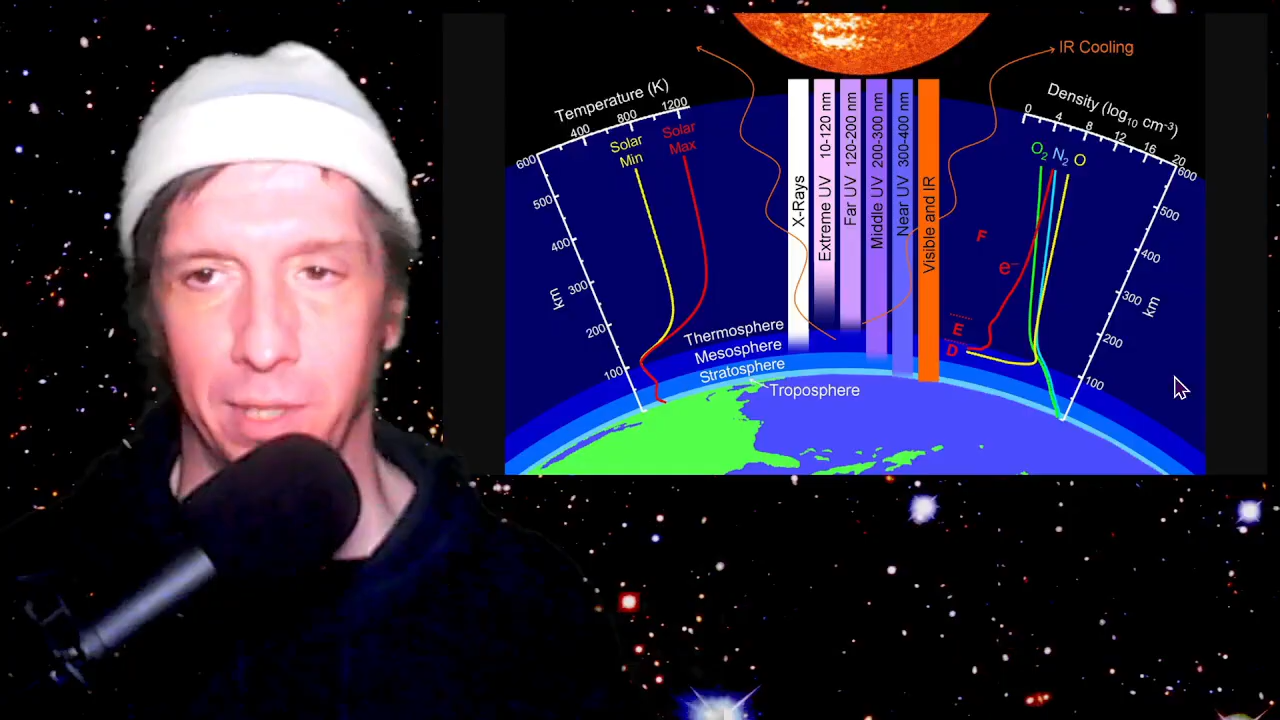 IR Cooling
Temperature (K)
400
800
1200
600
500
400
300
200
100
km
Solar
Min
Solar
Max
X-Rays
Extreme UV 10-120 nm
Far UV 120-200 nm
Middle UV 200-300 nm
Near UV 300-400 nm
Visible and IR
Density (log10 cm-3)
0
4
8
12
16
20
O2 N2 O
600
500
400
300
200
100
km
F
e−
E
D
Thermosphere
Mesosphere
Stratosphere
Troposphere